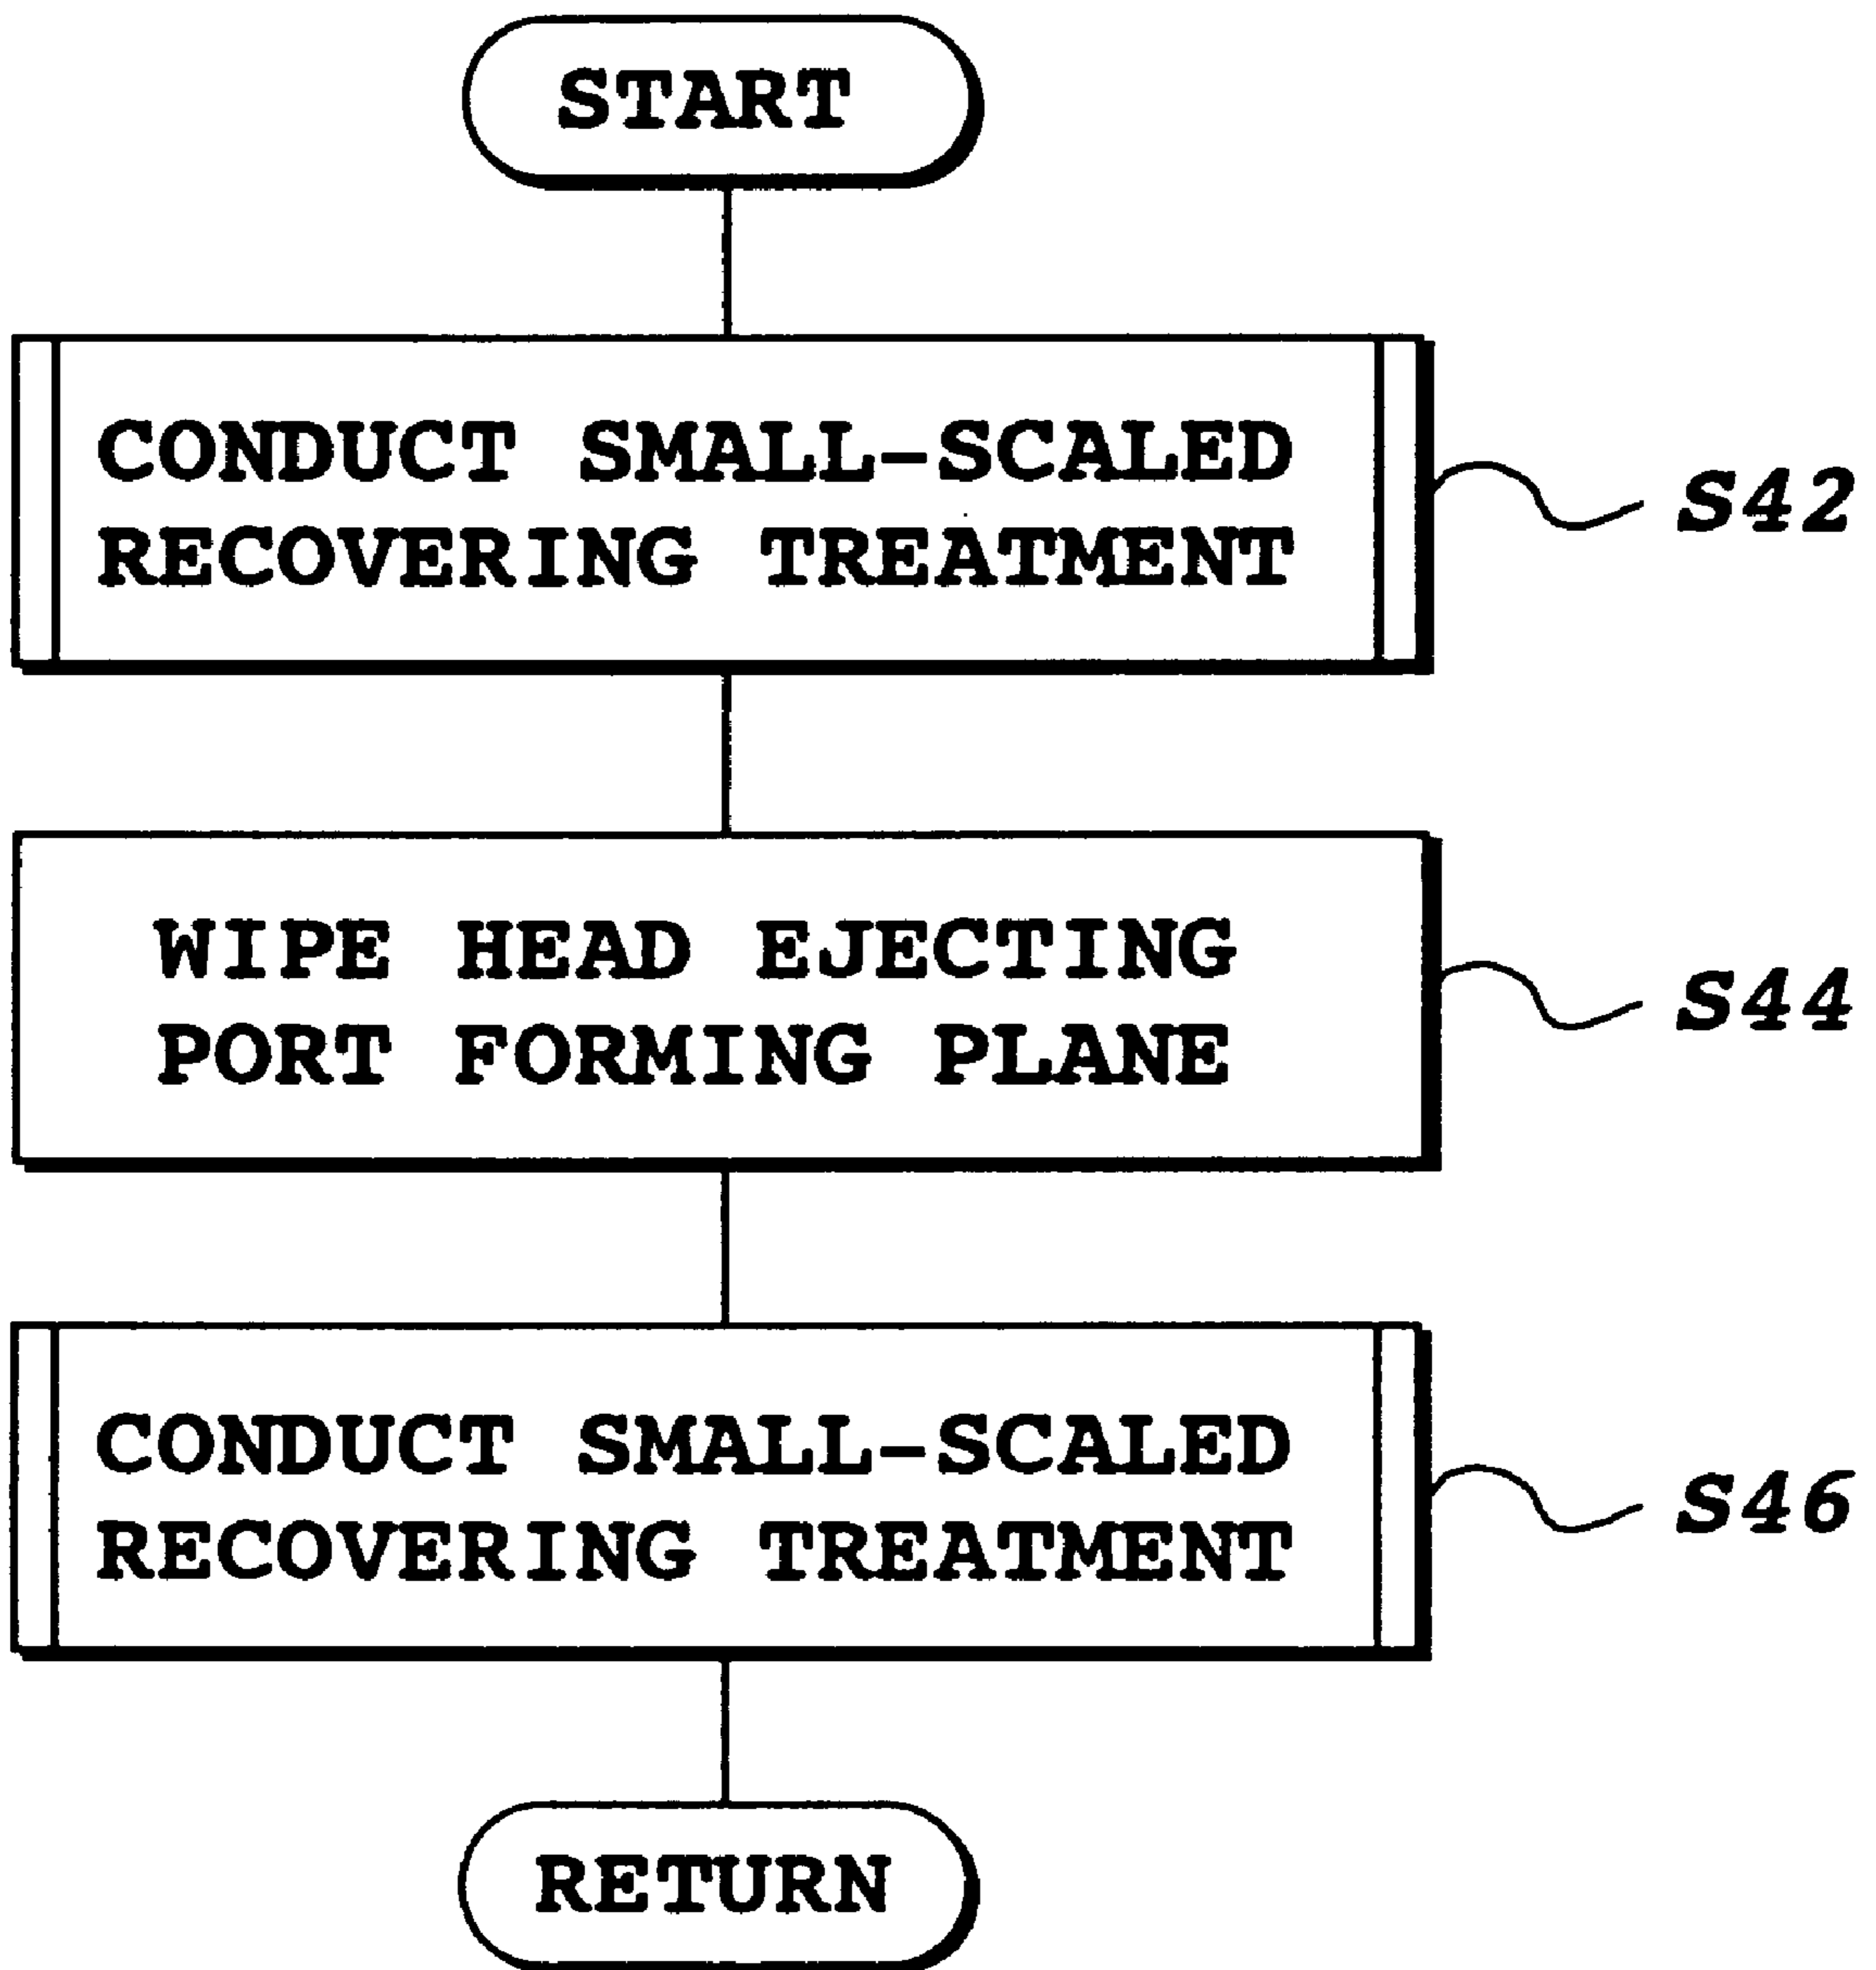 START
CONDUCT SMALL-SCALED
RECOVERING TREATMENT
S42
WIPE HEAD EJECTING
PORT FORMING PLANE
S44
CONDUCT SMALL-SCALED
RECOVERING TREATMENT
S46
RETURN